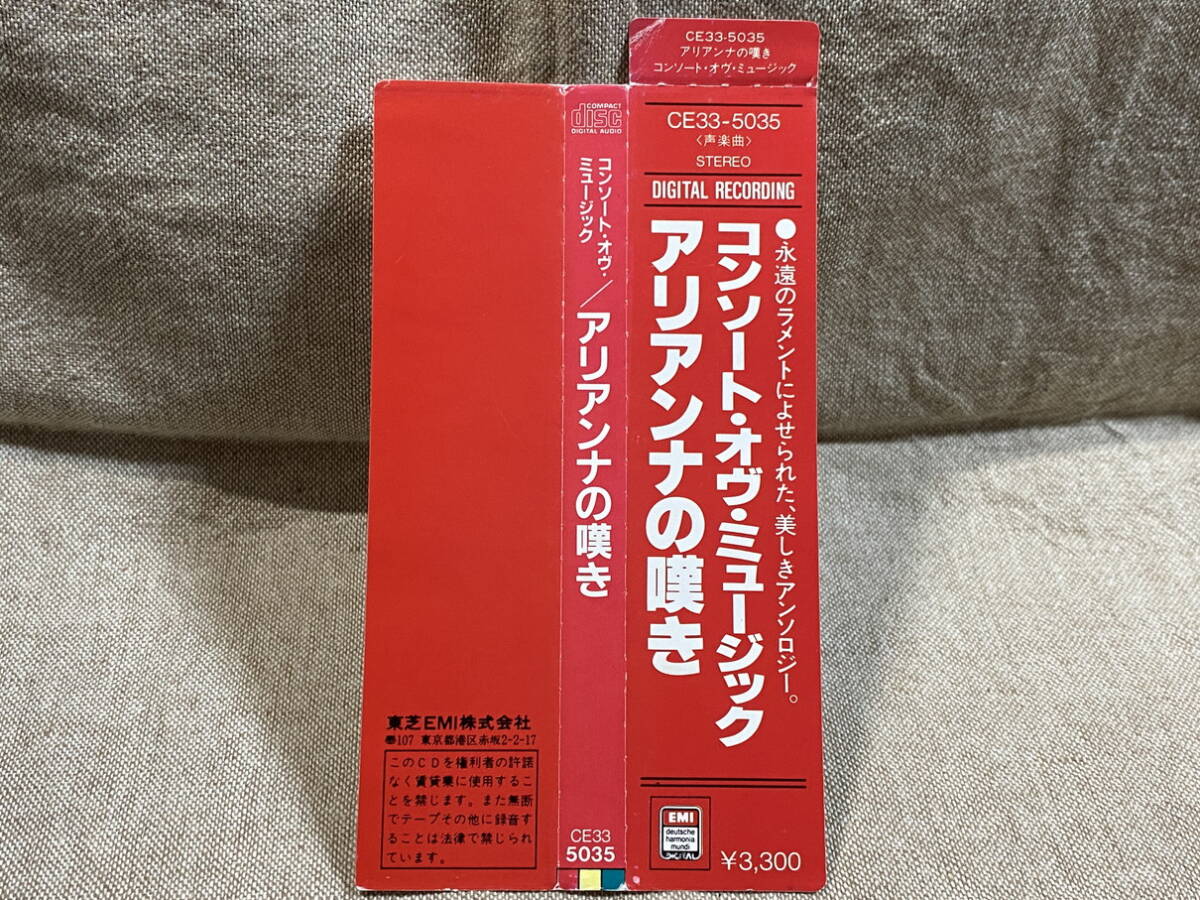 CE33-5035
アリアンナの嘆き
コンソート・オヴ・ミュージック
CE33-5035
〈声楽曲〉
STEREO
DIGITAL RECORDING
●永遠のラメントによせられた、美しきアンソロジー。
コンソート・オヴ・ミュージック
アリアンナの嘆き
EMI
deutsche
harmonia
mundi
DIGITAL
¥3,300
COMPACT
disc
DIGITAL AUDIO
コンソート・オヴ・
ミュージック
／アリアンナの嘆き
CE33
5035
東芝EMI株式会社
〠107 東京都港区赤坂2-2-17
このCDを権利者の許諾
なく賃貸業に使用するこ
とを禁じます。また無断
でテープその他に録音す
ることは法律で禁じられ
ています。